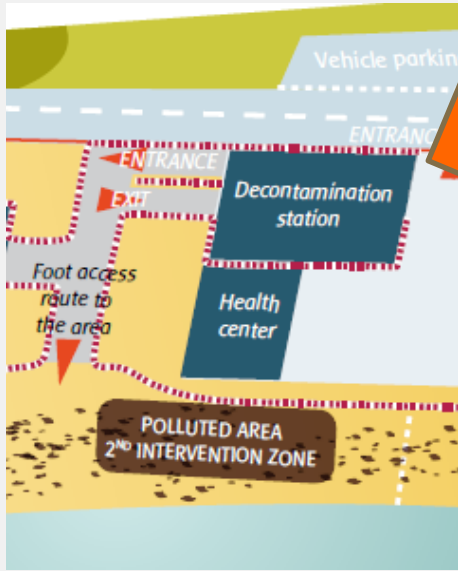 Vehicle parkin
ENTRANC
ENTRANCE
EXIT
Decontamination
station
Foot access
route to
the area
Health
center
POLLUTED AREA
2ND INTERVENTION ZONE